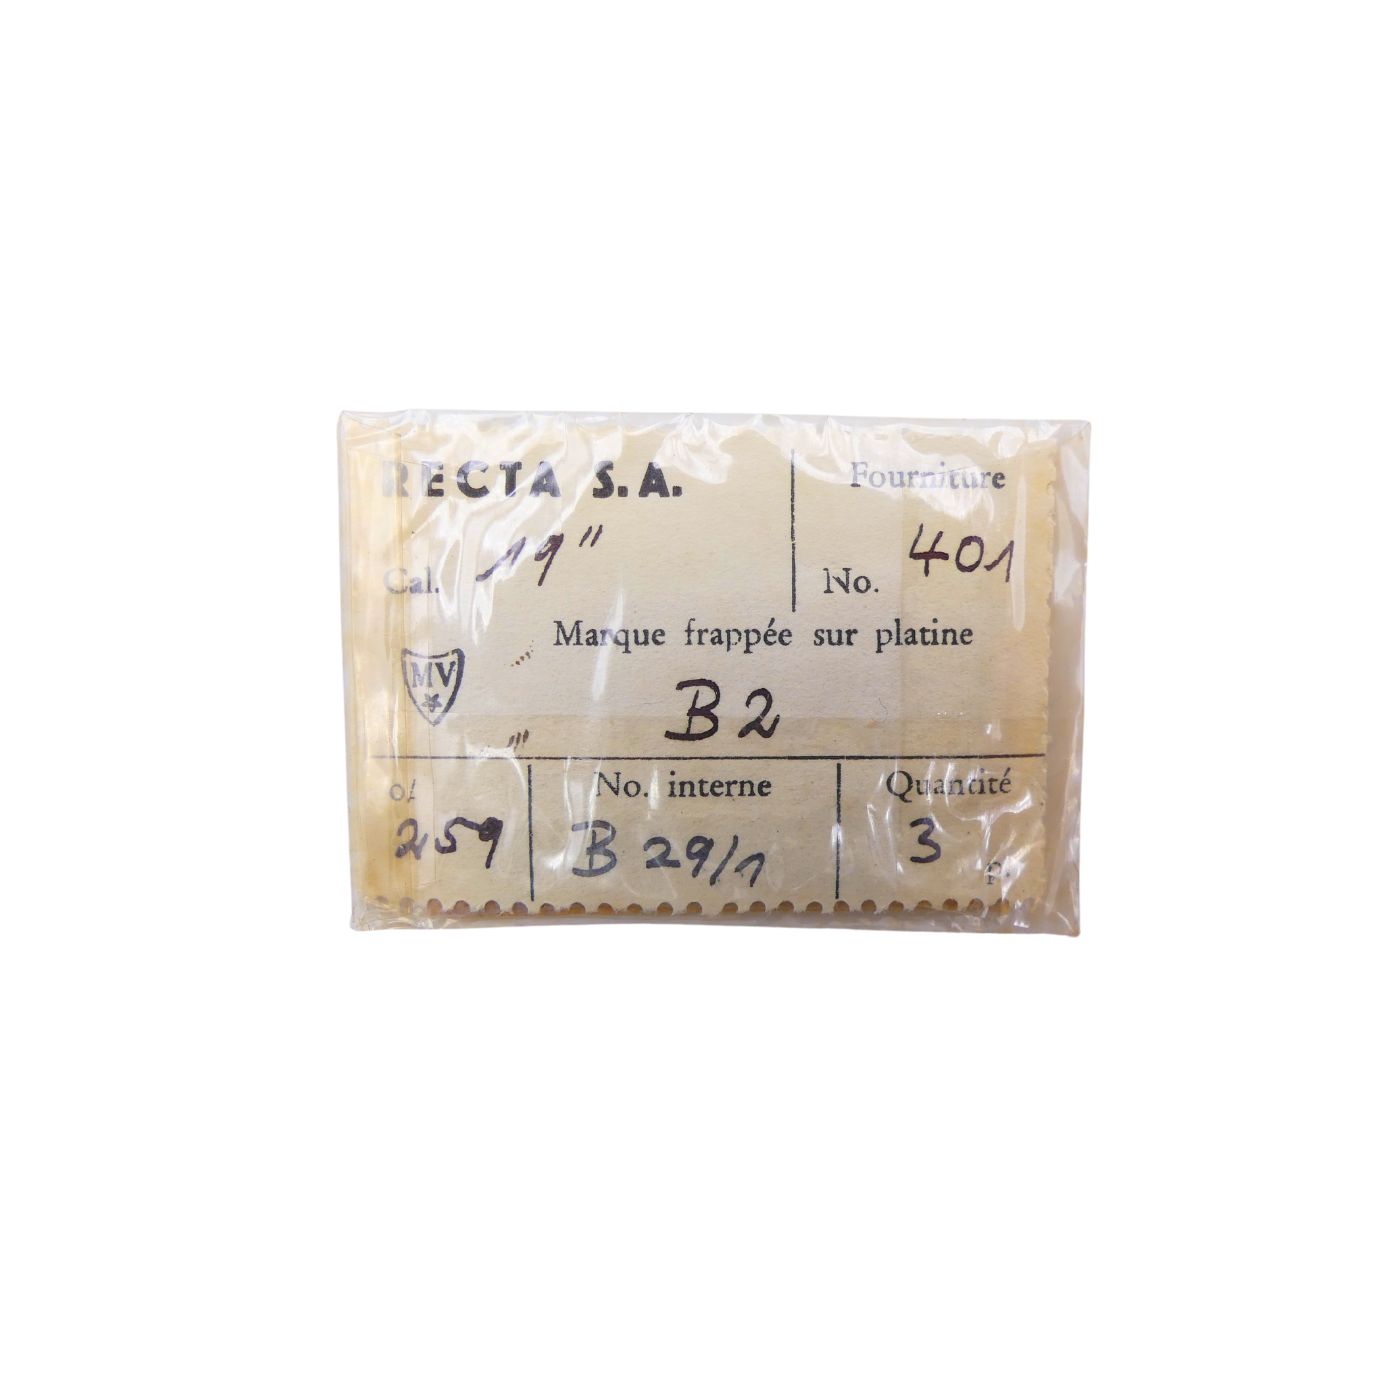 RECTA S.A.
Fourniture
Cal. 19"
No. 401
Marque frappée sur platine
MV
B2
No. interne
Quantité
259
B 29/1
3 p.